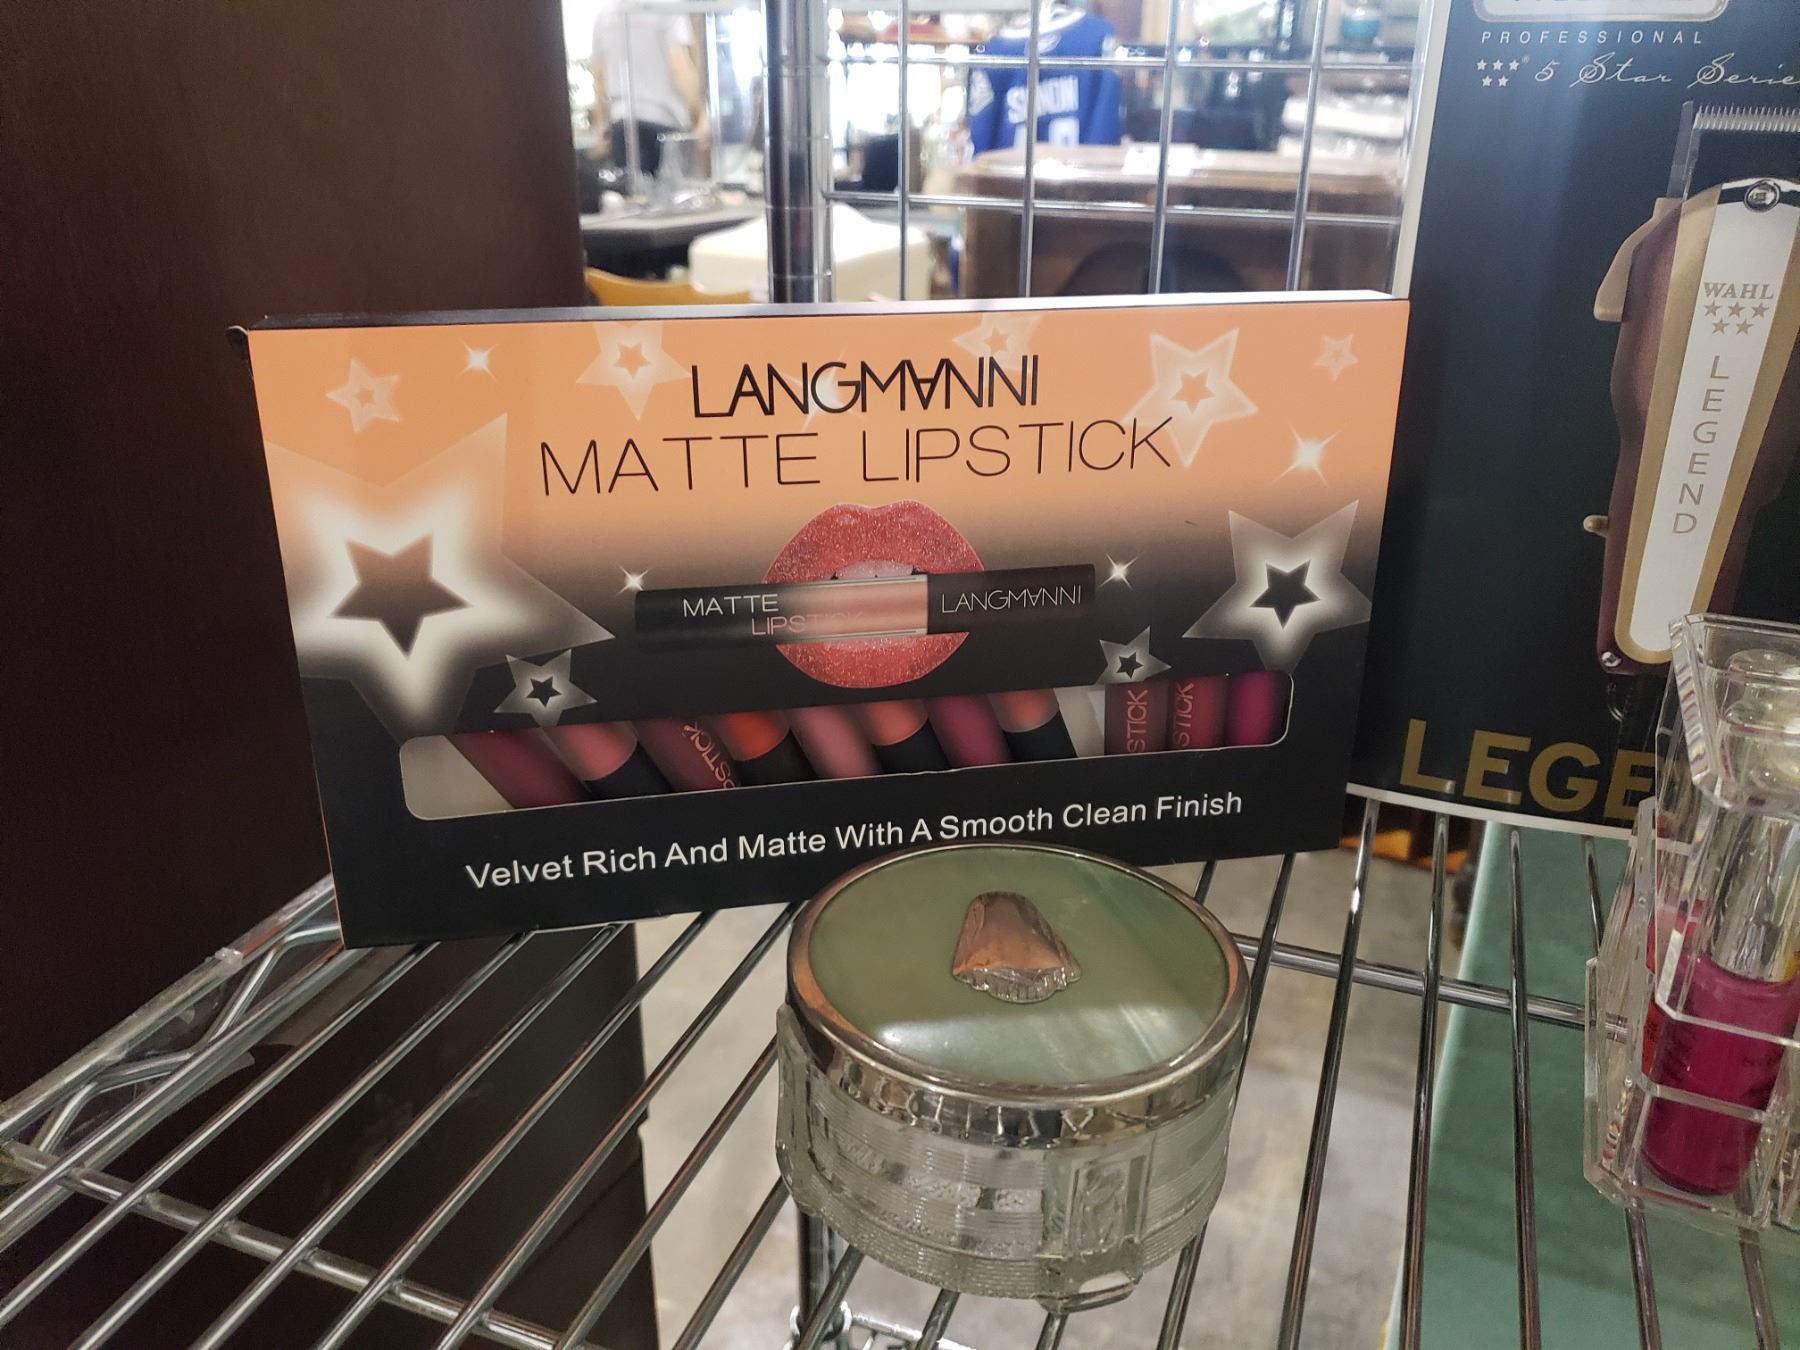 PROFESSIONAL
5 Star Serie
WAHL
LEGEND
LANGMANNI
MATTE LIPSTICK
MATTE
LIPSTICK
LANGMANNI
STICK
STICK
Velvet Rich And Matte With A Smooth Clean Finish
LEGE